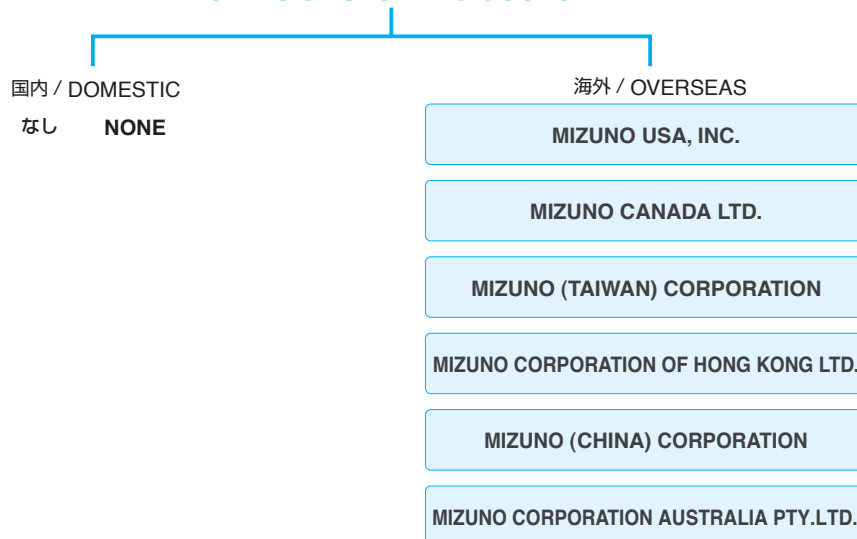 国内 / DOMESTIC
なし NONE
海外 / OVERSEAS
MIZUNO USA, INC.
MIZUNO CANADA LTD.
MIZUNO (TAIWAN) CORPORATION
MIZUNO CORPORATION OF HONG KONG LTD.
MIZUNO (CHINA) CORPORATION
MIZUNO CORPORATION AUSTRALIA PTY.LTD.